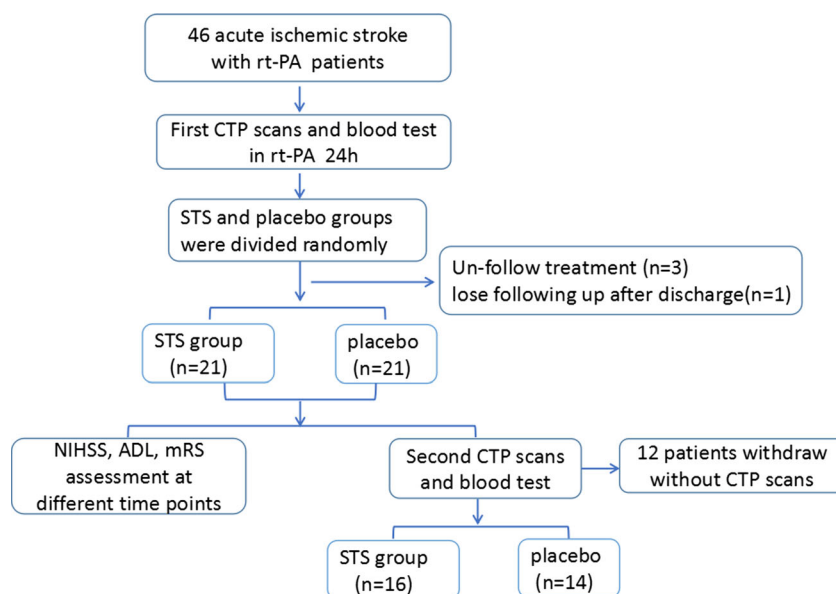 46 acute ischemic stroke
with rt-PA patients
First CTP scans and blood test
in rt-PA 24h
STS and placebo groups
were divided randomly
Un-follow treatment (n=3)
lose following up after discharge(n=1)
STS group
(n=21)
placebo
(n=21)
NIHSS, ADL, mRS
assessment at
different time points
Second CTP scans
and blood test
12 patients withdraw
without CTP scans
STS group
(n=16)
placebo
(n=14)